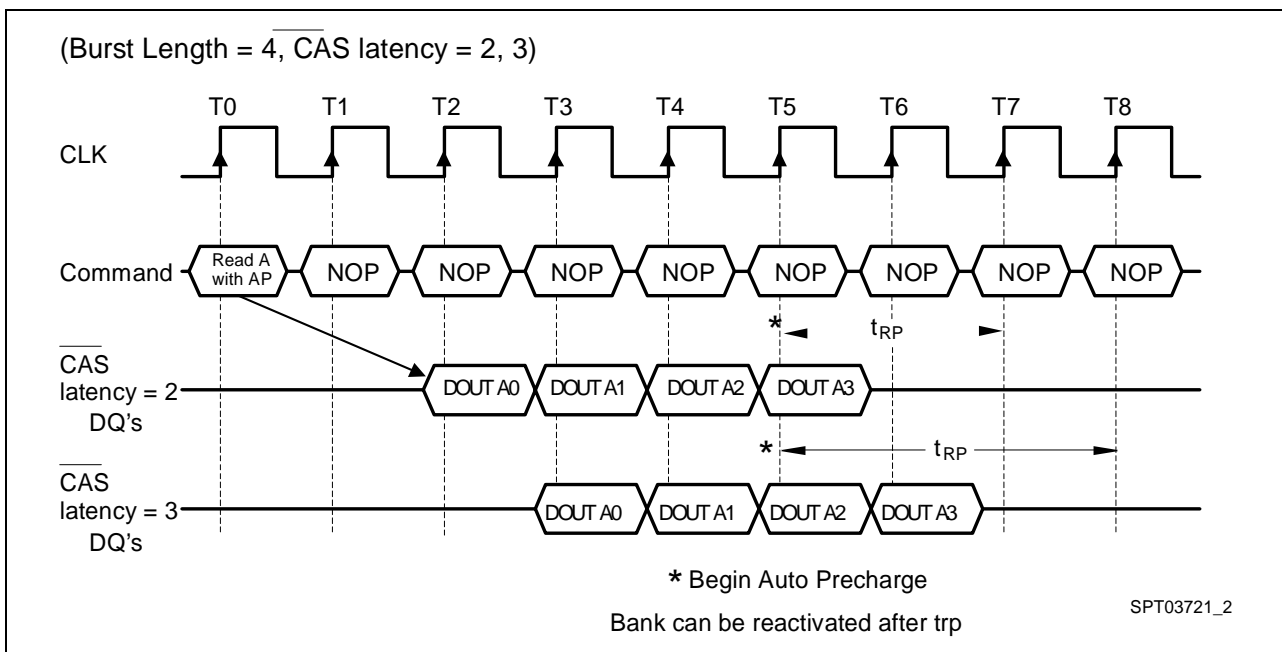 (Burst Length = 4, CAS latency = 2, 3)
T0 T1 T2 T3 T4 T5 T6 T7 T8
CLK
Command
Read A
with AP
NOP NOP NOP NOP NOP NOP NOP NOP
* tRP
CAS
latency = 2
DQ's
DOUT A0 DOUT A1 DOUT A2 DOUT A3
* tRP
CAS
latency = 3
DQ's
DOUT A0 DOUT A1 DOUT A2 DOUT A3
* Begin Auto Precharge
Bank can be reactivated after trp
SPT03721_2